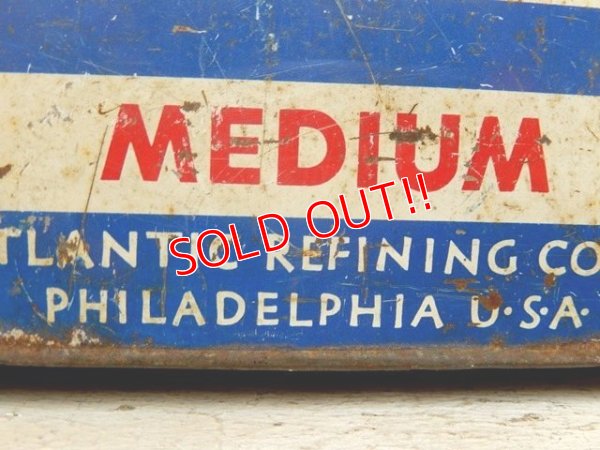 MEDIUM
SOLD OUT!!
TLANTIC REFINING CO
PHILADELPHIA U·S·A·